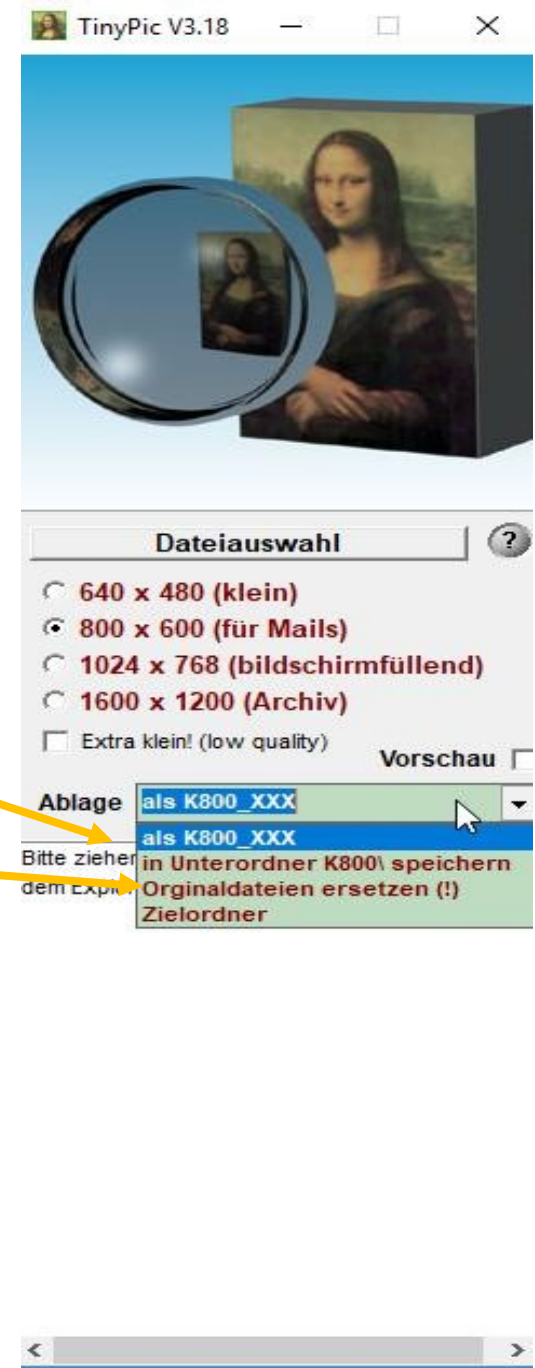 TinyPic V3.18
Dateiauswahl
?
640 x 480 (klein)
800 x 600 (für Mails)
1024 x 768 (bildschirmfüllend)
1600 x 1200 (Archiv)
Extra klein! (low quality)
Vorschau
Ablage als K800_XXX
als K800_XXX
Bitte ziehen
in Unterordner K800\ speichern
dem
Orginaldateien ersetzen (!)
Zielordner